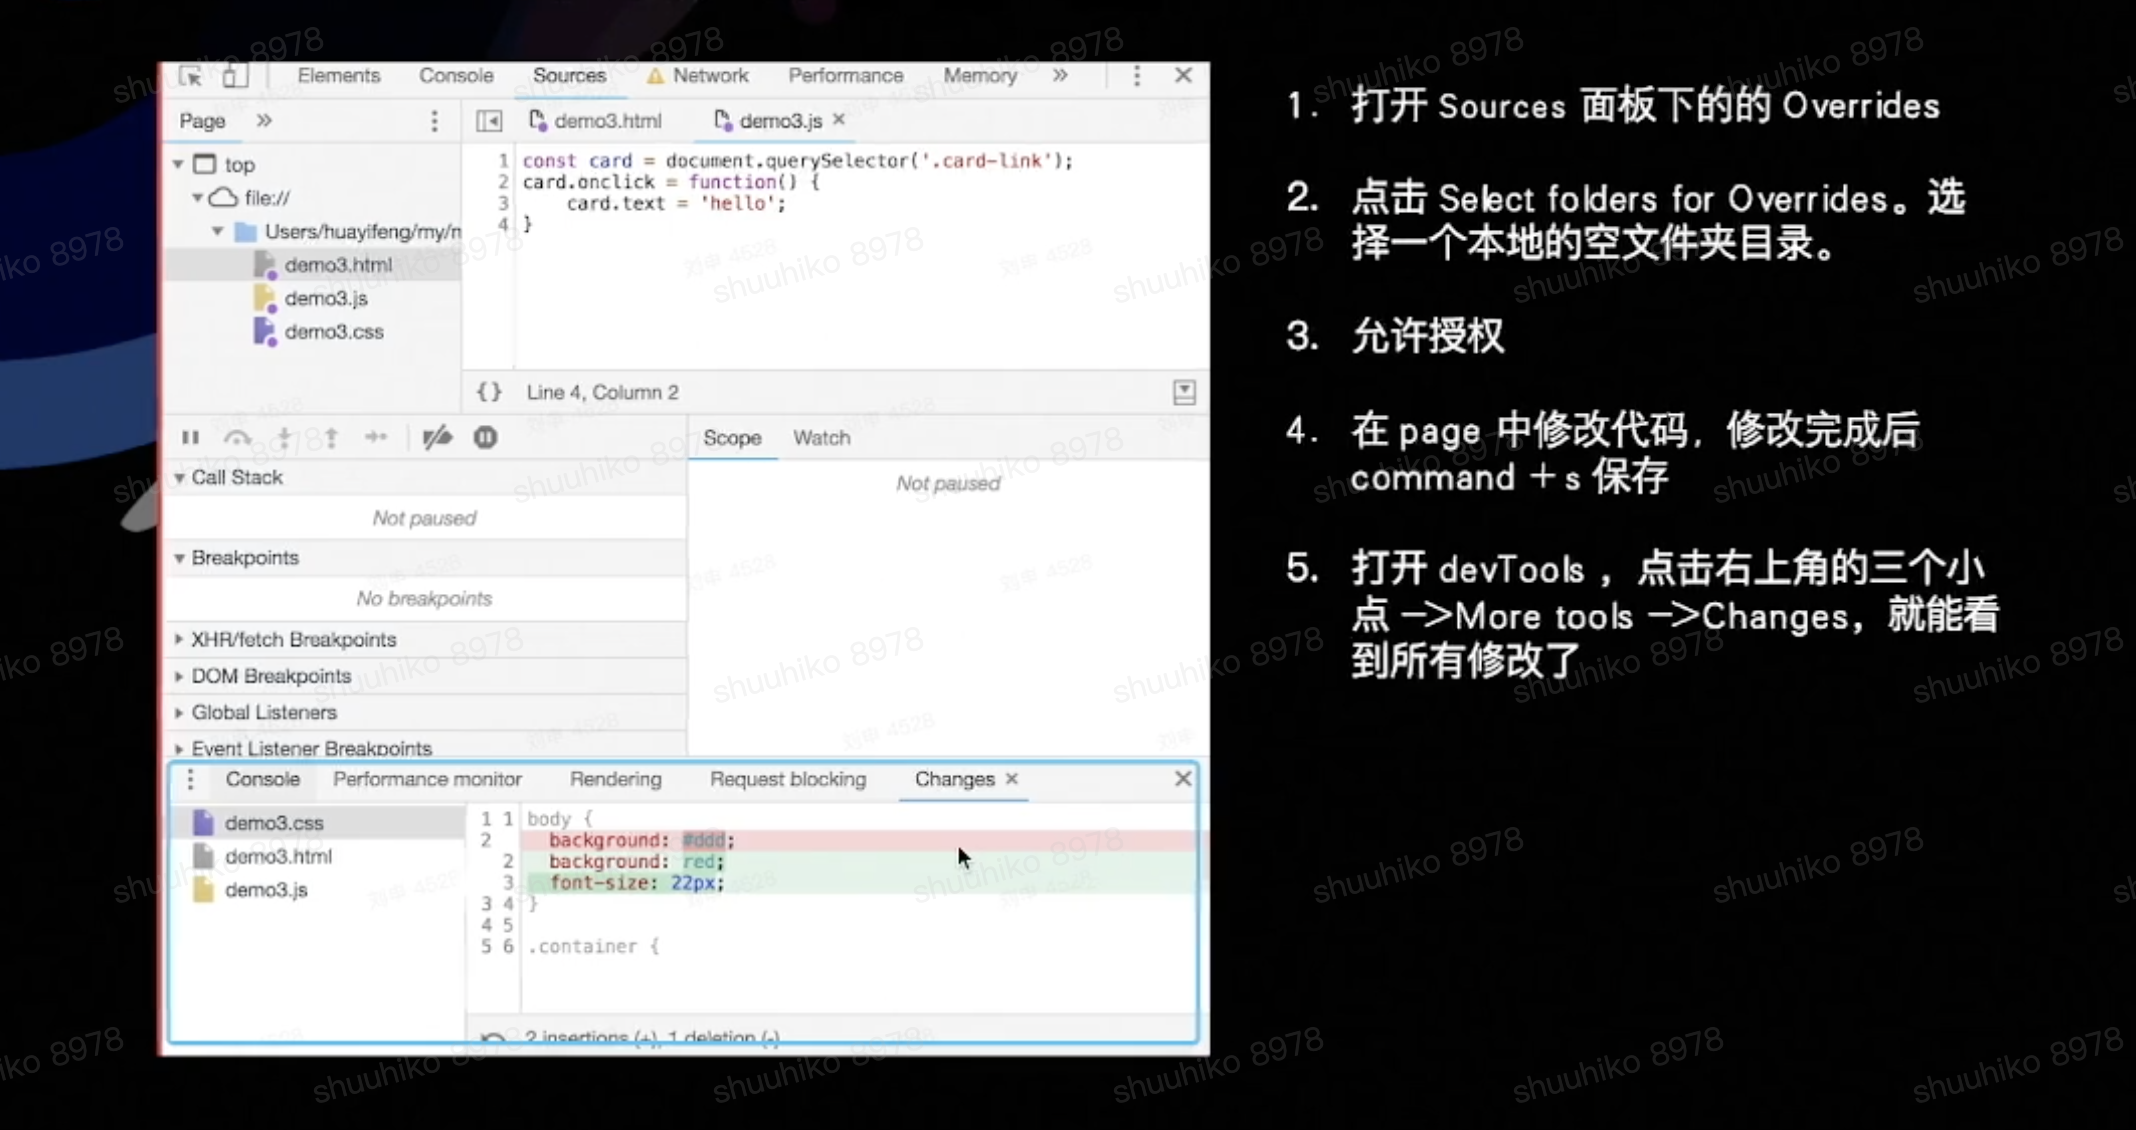 Elements Console Sources Network Performance Memory »
Page » demo3.html demo3.js ×
top
file://
Users/huayifeng/my/n
demo3.html
demo3.js
demo3.css
1 const card = document.querySelector('.card-link');
2 card.onclick = function() {
3 card.text = 'hello';
4 }
{} Line 4, Column 2
Call Stack
Not paused
Breakpoints
No breakpoints
XHR/fetch Breakpoints
DOM Breakpoints
Global Listeners
Event Listener Breakpoints
Scope Watch
Not paused
Console Performance monitor Rendering Request blocking Changes ×
demo3.css
demo3.html
demo3.js
1 1 body {
2 background: #ddd;
2 background: red;
3 font-size: 22px;
3 4 }
4 5
5 6 .container {
2 insertions (+), 1 deletion (-)
1. 打开 Sources 面板下的的 Overrides
2. 点击 Select folders for Overrides。选
择一个本地的空文件夹目录。
3. 允许授权
4. 在 page 中修改代码，修改完成后
command + s 保存
5. 打开 devTools ，点击右上角的三个小
点 —>More tools —>Changes，就能看
到所有修改了
shuuhiko 8978
刘申 4528